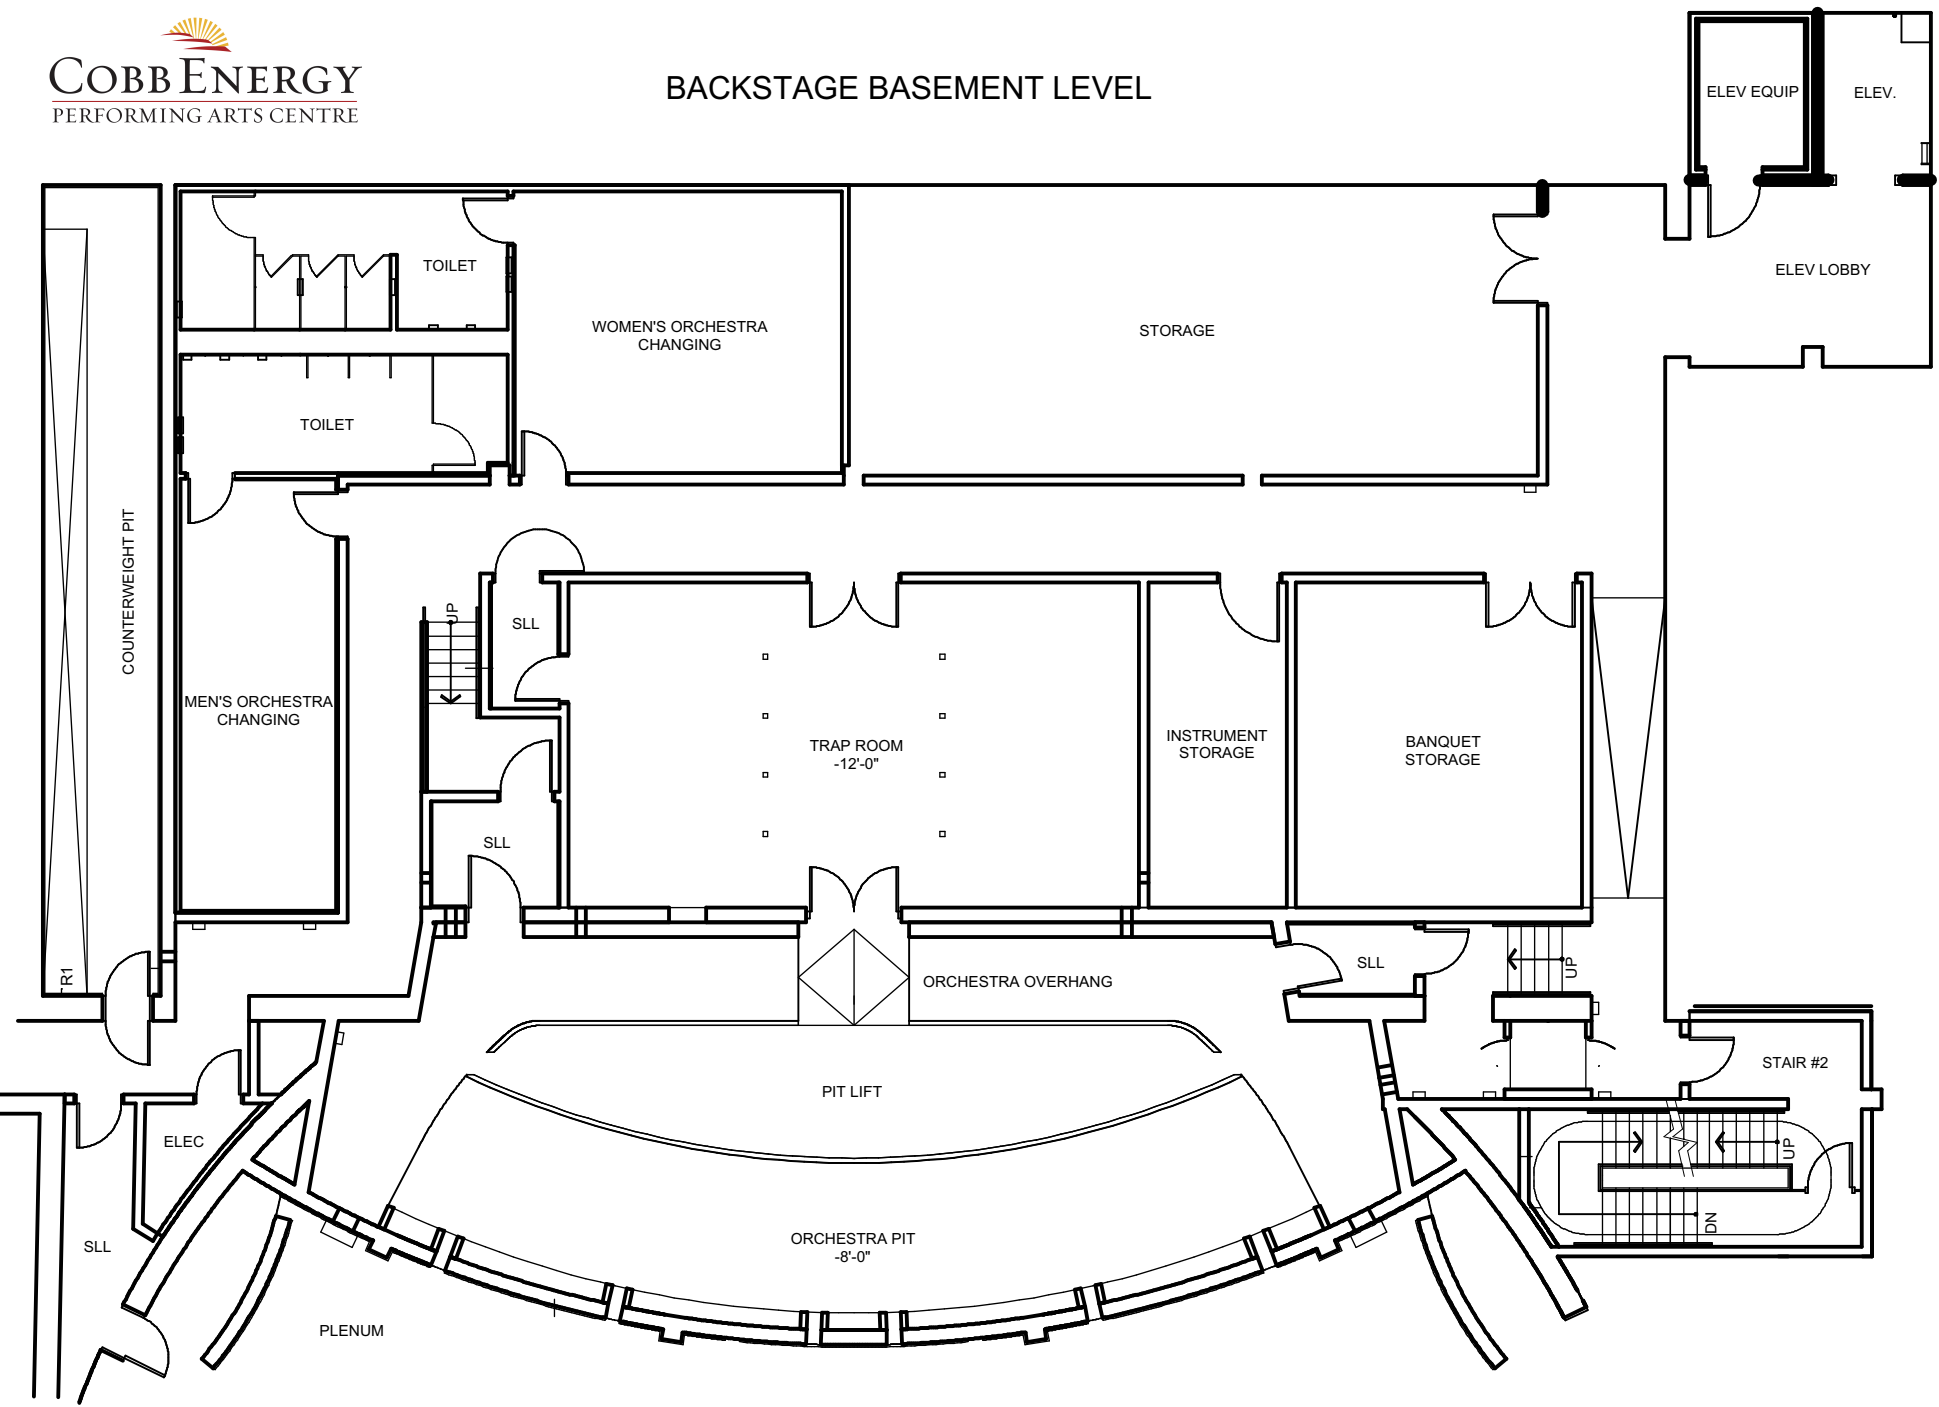 COBB ENERGY
PERFORMING ARTS CENTRE
BACKSTAGE BASEMENT LEVEL
ELEV EQUIP
ELEV.
ELEV LOBBY
TOILET
WOMEN'S ORCHESTRA
CHANGING
STORAGE
TOILET
COUNTERWEIGHT PIT
UP
SLL
MEN'S ORCHESTRA
CHANGING
TRAP ROOM
-12'-0"
INSTRUMENT
STORAGE
BANQUET
STORAGE
SLL
TR1
ORCHESTRA OVERHANG
SLL
UP
PIT LIFT
STAIR #2
ELEC
UP
DN
SLL
ORCHESTRA PIT
-8'-0"
PLENUM